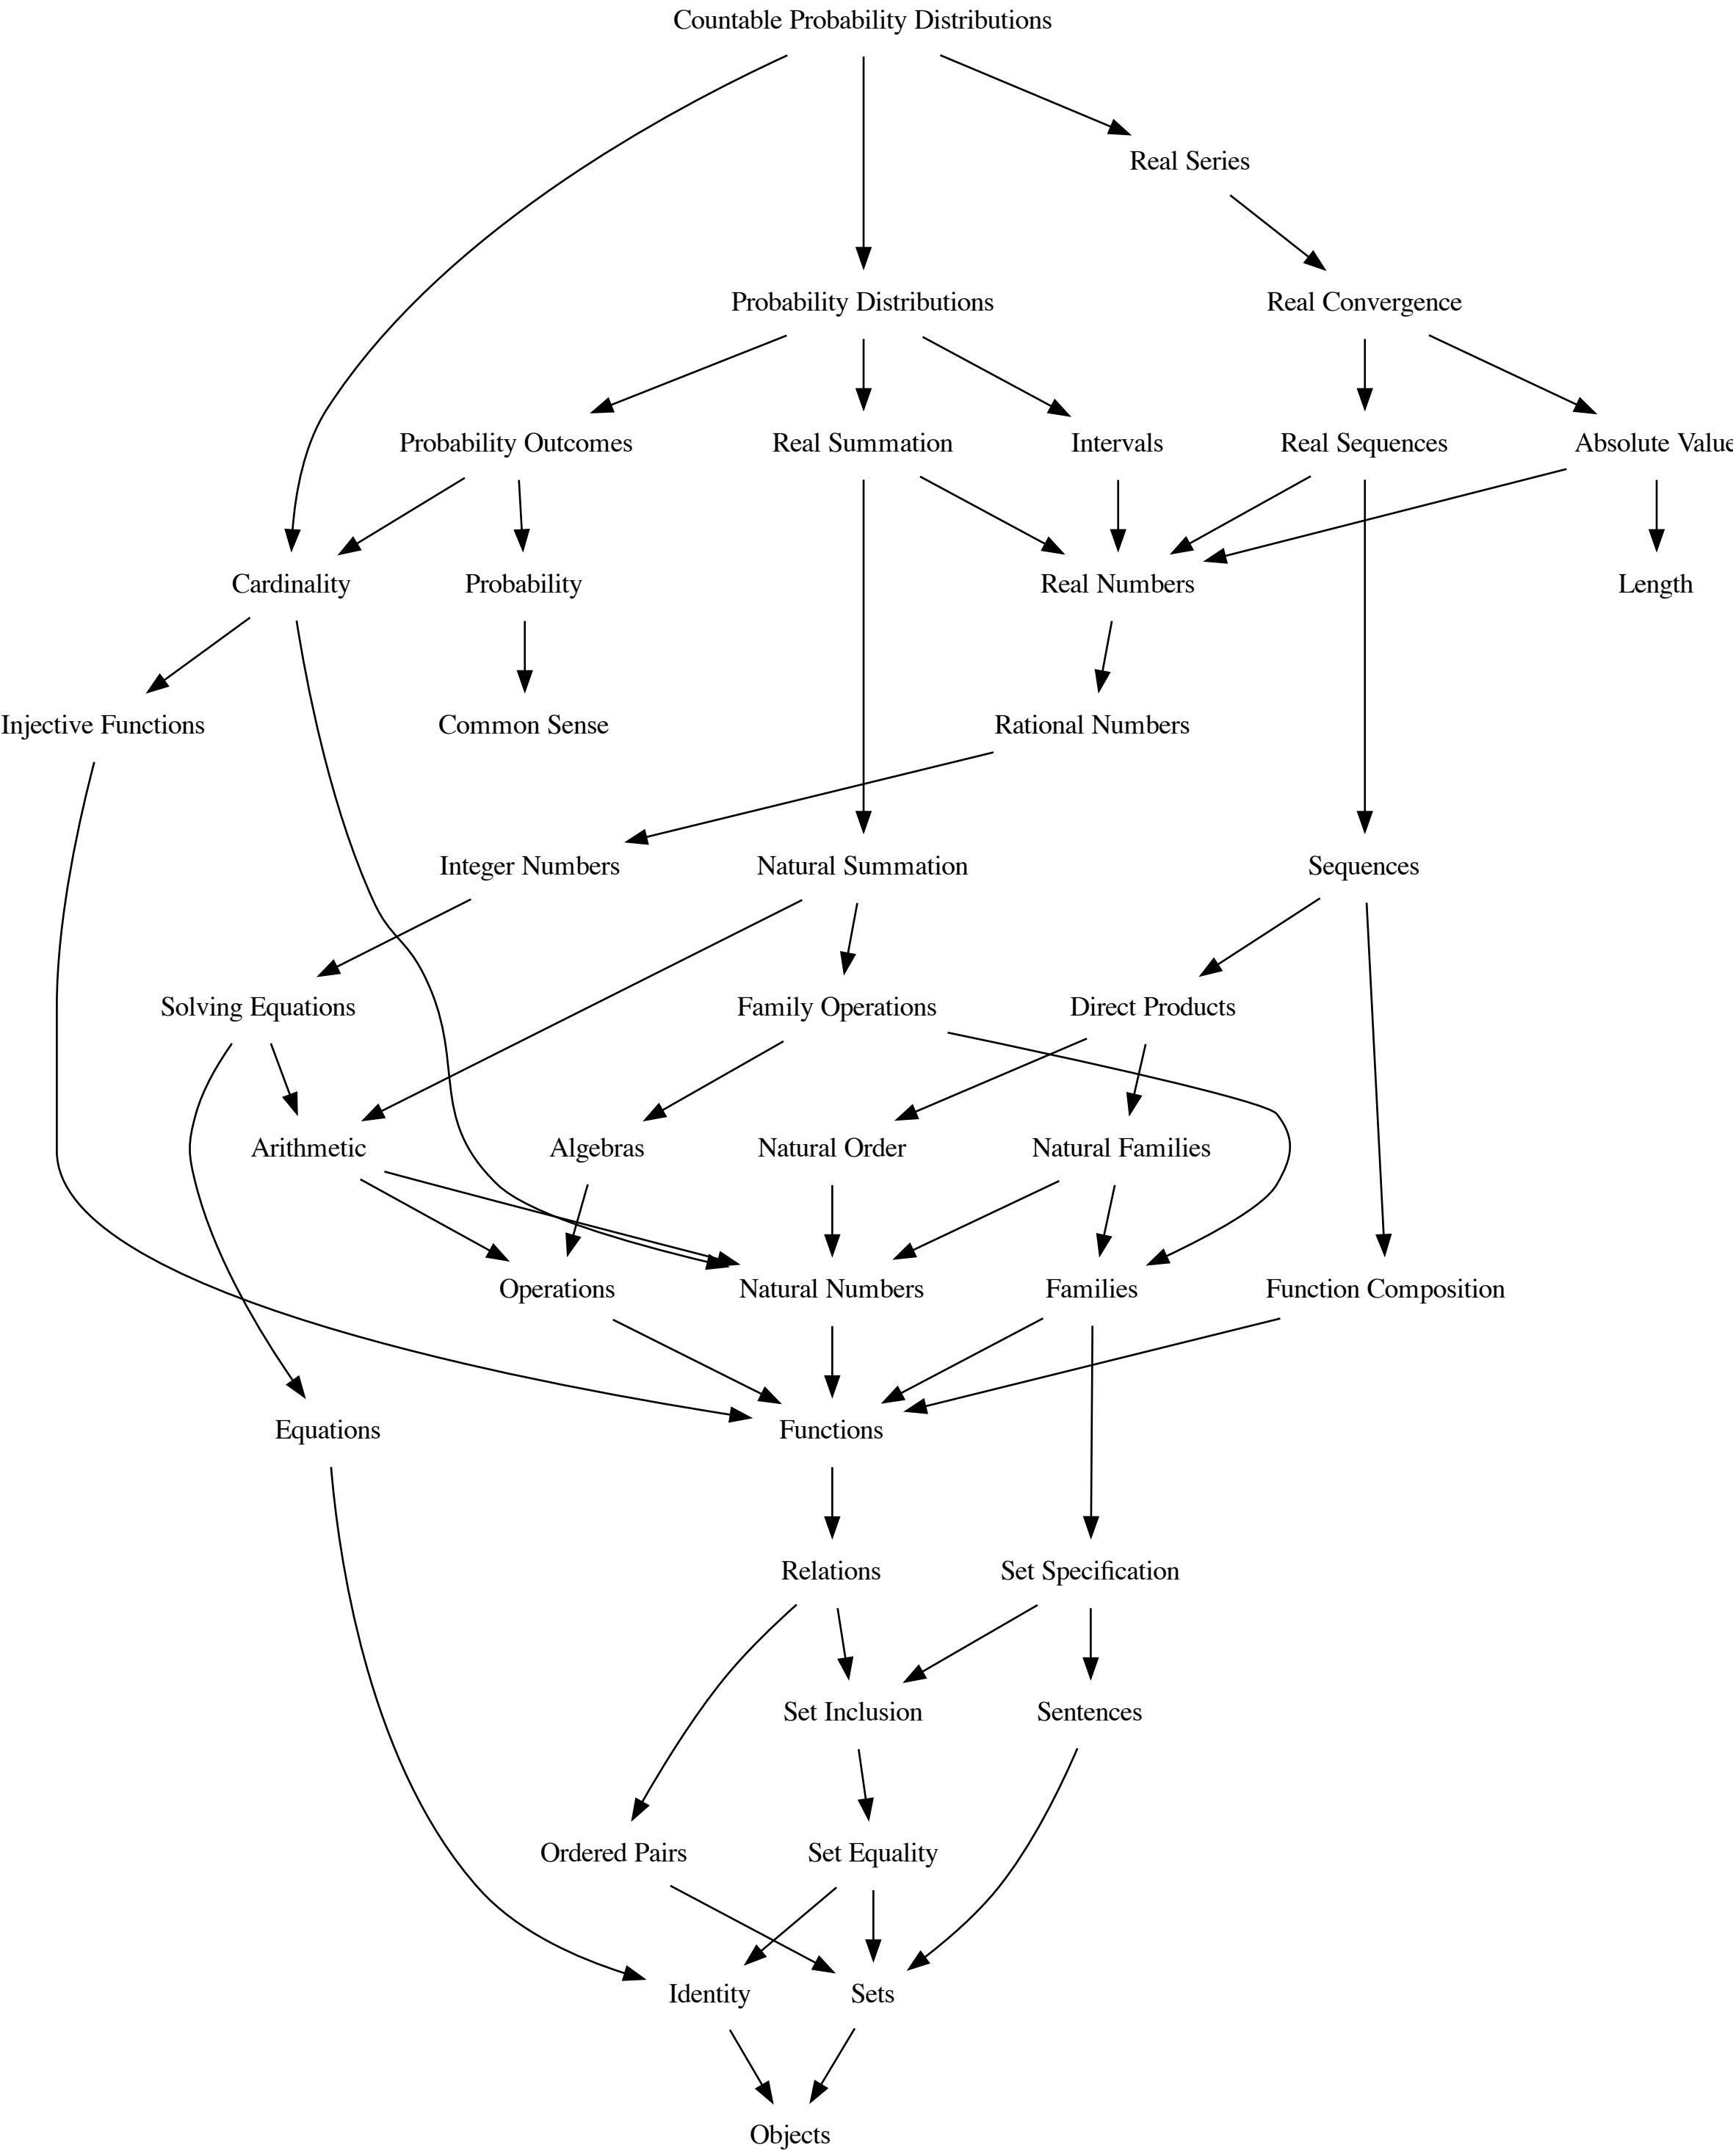 Countable Probability Distributions
Real Series
Probability Distributions
Real Convergence
Probability Outcomes
Real Summation
Intervals
Real Sequences
Absolute Value
Cardinality
Probability
Real Numbers
Length
Injective Functions
Common Sense
Rational Numbers
Integer Numbers
Natural Summation
Sequences
Solving Equations
Family Operations
Direct Products
Arithmetic
Algebras
Natural Order
Natural Families
Operations
Natural Numbers
Families
Function Composition
Equations
Functions
Relations
Set Specification
Set Inclusion
Sentences
Ordered Pairs
Set Equality
Identity
Sets
Objects